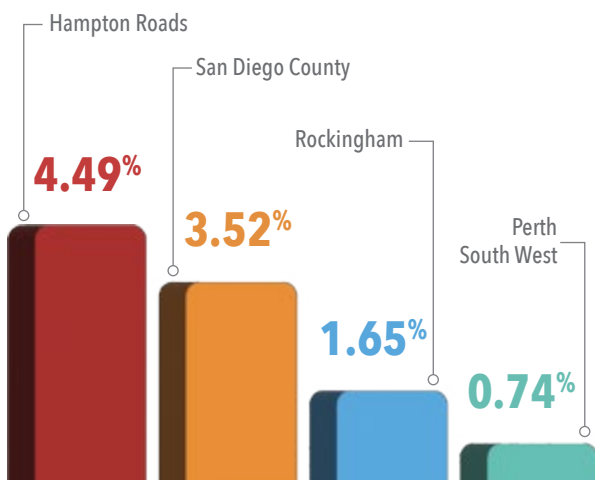 Hampton Roads
4.49%
San Diego County
3.52%
Rockingham
1.65%
Perth
South West
0.74%